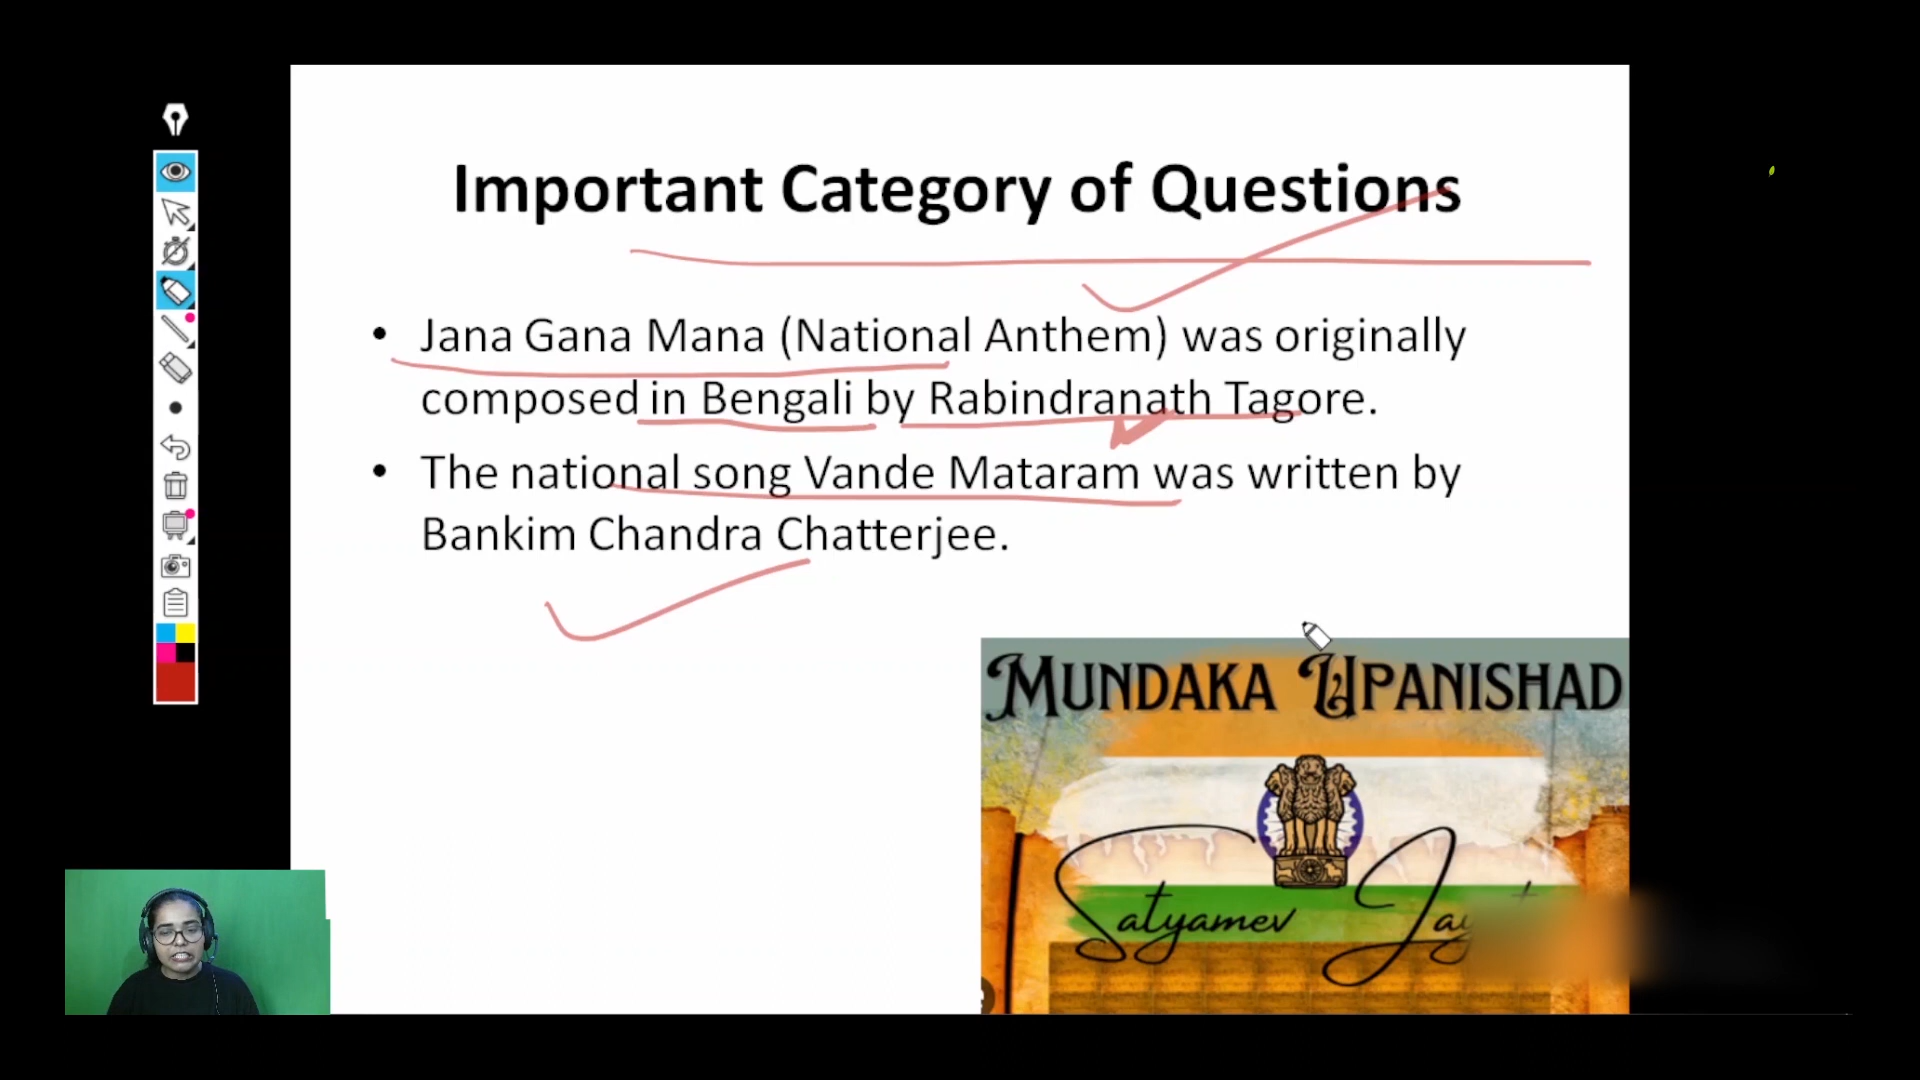 Important Category of Questions
• Jana Gana Mana (National Anthem) was originally
composed in Bengali by Rabindranath Tagore.
• The national song Vande Mataram was written by
Bankim Chandra Chatterjee.
MUNDAKA UPANISHAD
Satyamev